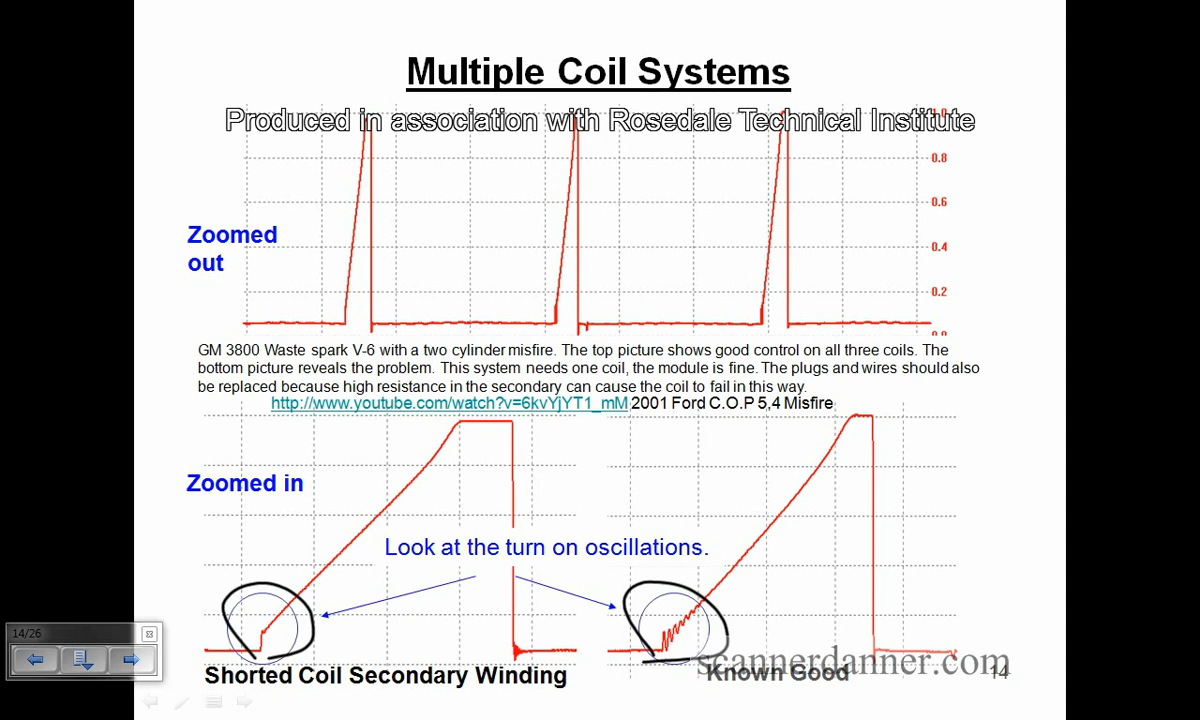 Multiple Coil Systems
Produced in association with Rosedale Technical Institute
1.0
0.8
0.6
0.4
0.2
0.0
Zoomed
out
GM 3800 Waste spark V-6 with a two cylinder misfire. The top picture shows good control on all three coils. The
bottom picture reveals the problem. This system needs one coil, the module is fine. The plugs and wires should also
be replaced because high resistance in the secondary can cause the coil to fail in this way.
http://www.youtube.com/watch?v=6kvYjYT1_mM 2001 Ford C.O.P 5,4 Misfire
Zoomed in
Look at the turn on oscillations.
14/26
scannerdanner.com
Shorted Coil Secondary Winding
Known Good
14